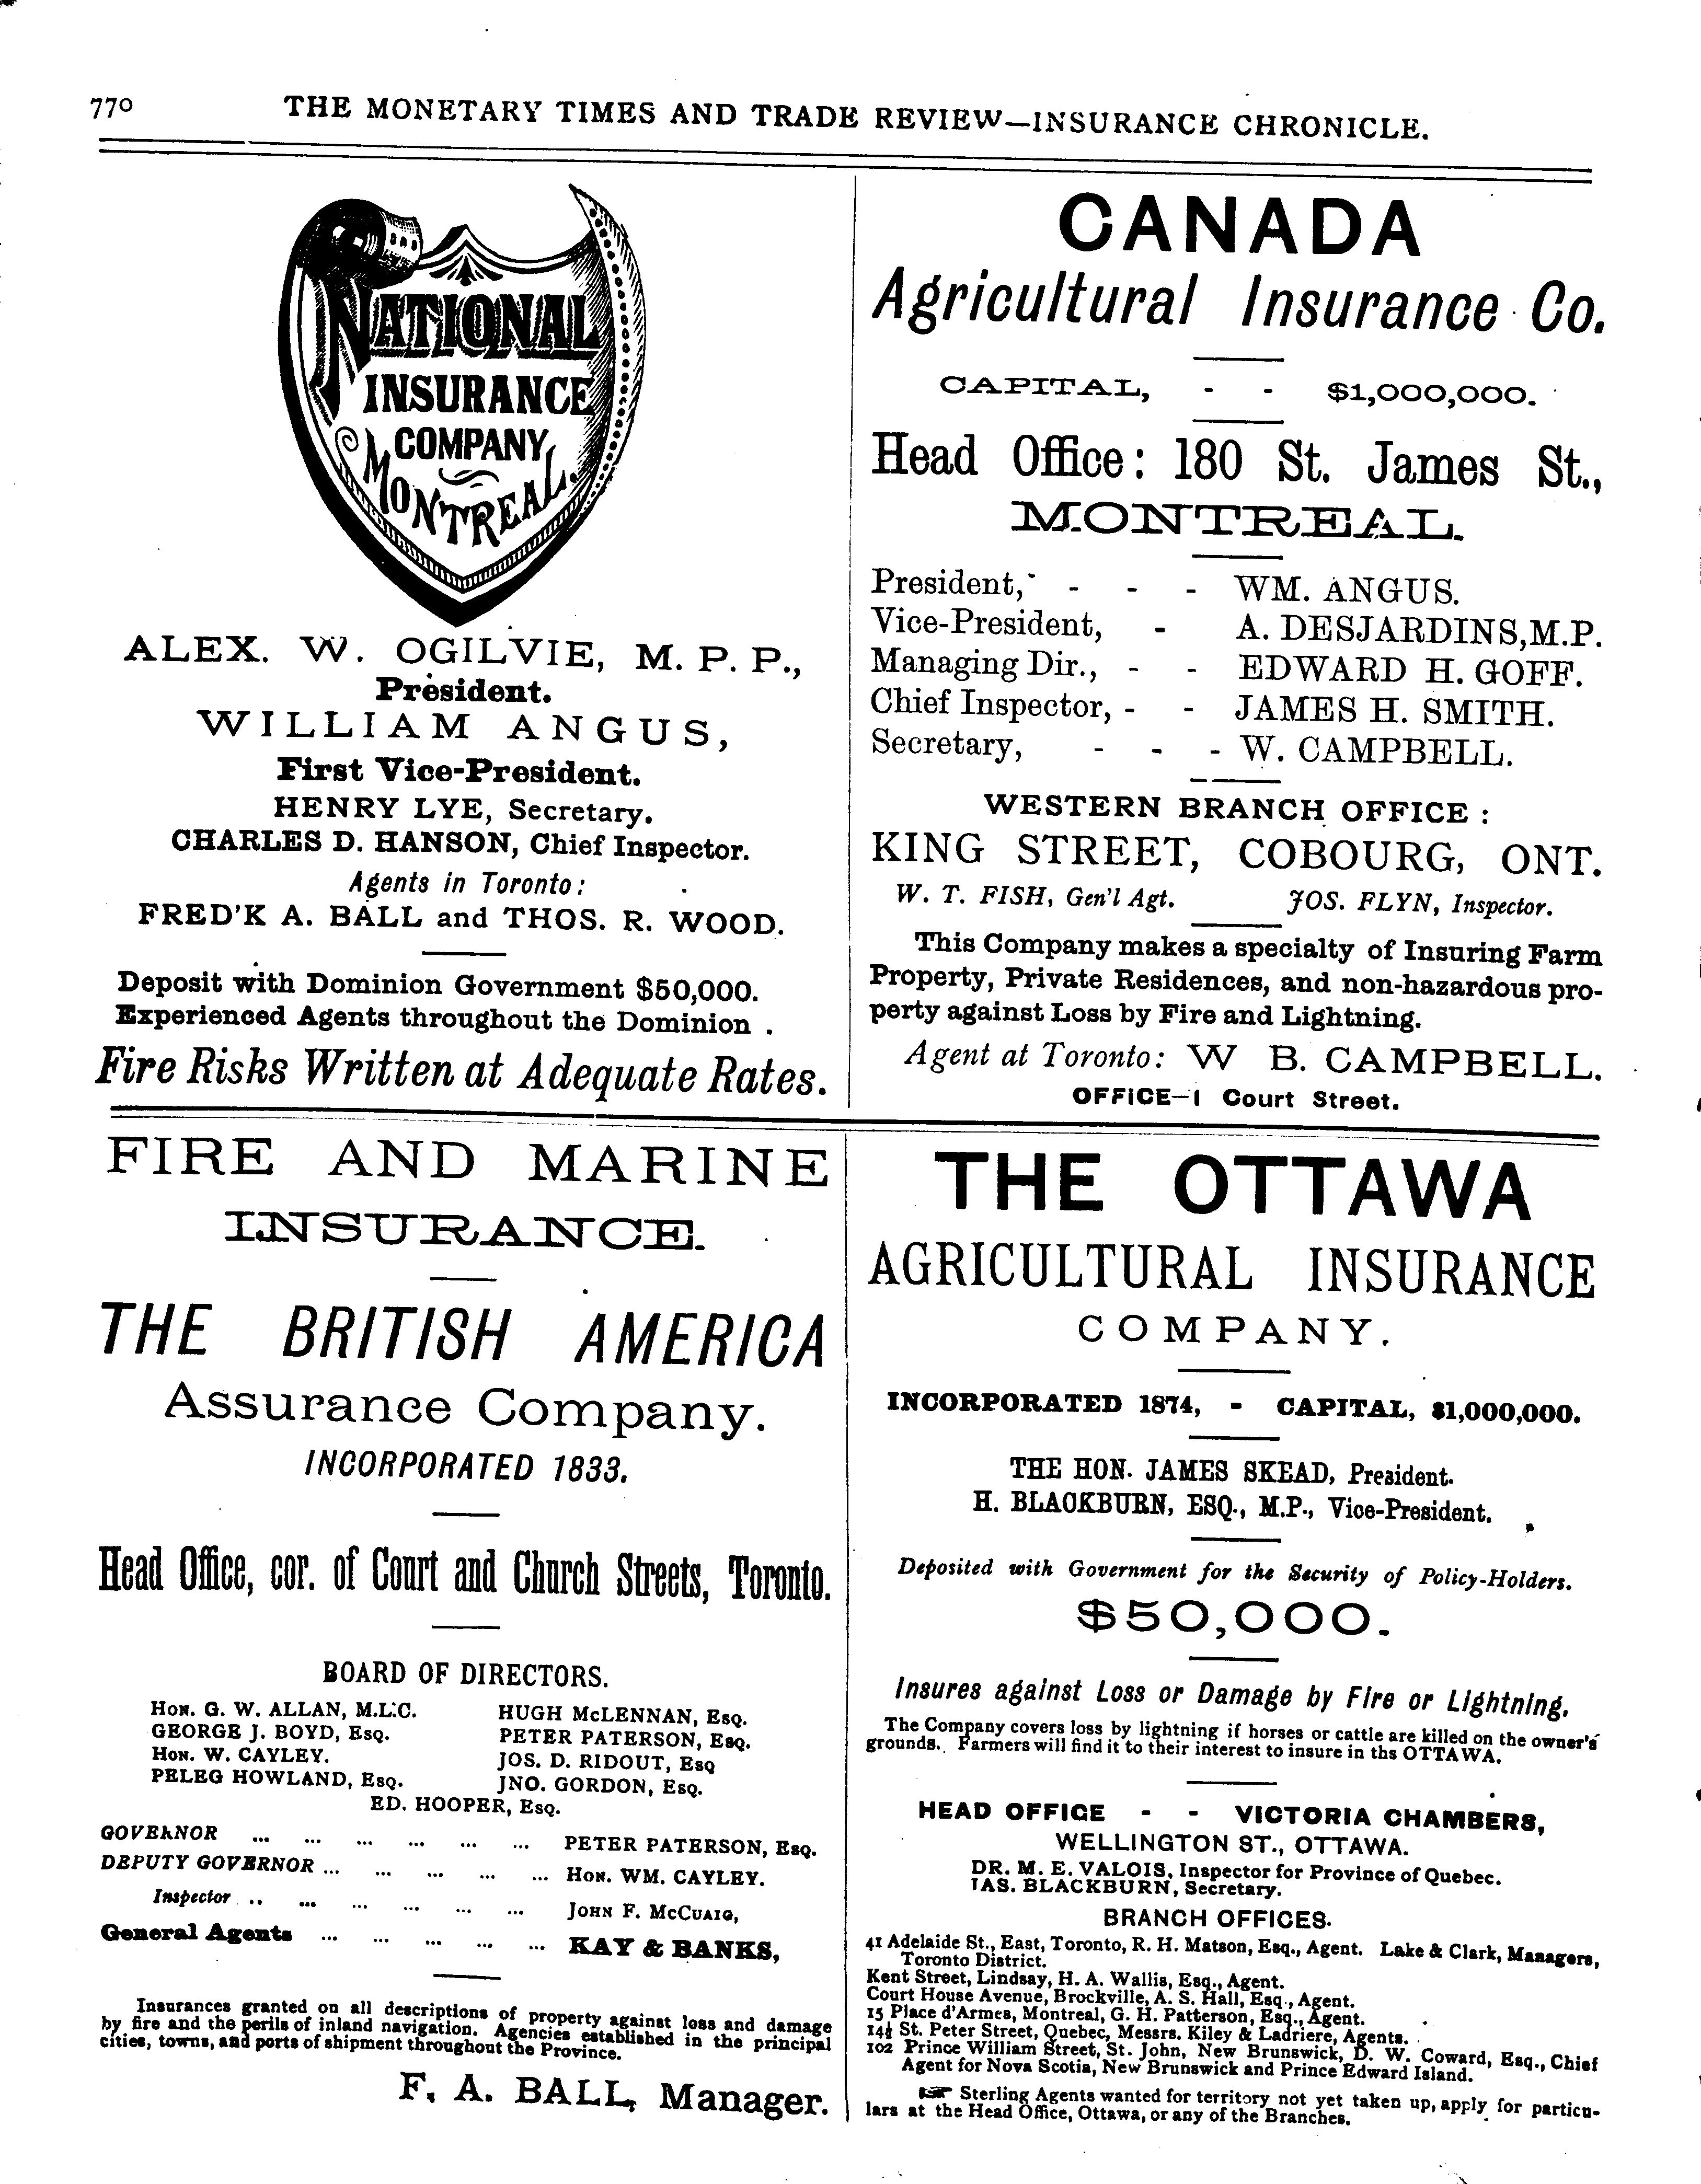 770
THE MONETARY TIMES AND TRADE REVIEW—INSURANCE CHRONICLE.
NATIONAL
INSURANCE
COMPANY
MONTREAL.
ALEX. W. OGILVIE, M. P. P.,
President.
WILLIAM ANGUS,
First Vice-President.
HENRY LYE, Secretary.
CHARLES D. HANSON, Chief Inspector.
Agents in Toronto:
FRED'K A. BALL and THOS. R. WOOD.
Deposit with Dominion Government $50,000.
Experienced Agents throughout the Dominion .
Fire Risks Written at Adequate Rates.
CANADA
Agricultural Insurance Co.
CAPITAL, - - $1,000,000.
Head Office: 180 St. James St.,
MONTREAL.
President, - - - WM. ANGUS.
Vice-President, - A. DESJARDINS,M.P.
Managing Dir., - - EDWARD H. GOFF.
Chief Inspector, - - JAMES H. SMITH.
Secretary, - - - W. CAMPBELL.
WESTERN BRANCH OFFICE :
KING STREET, COBOURG, ONT.
W. T. FISH, Gen'l Agt. JOS. FLYN, Inspector.
This Company makes a specialty of Insuring Farm
Property, Private Residences, and non-hazardous pro-
perty against Loss by Fire and Lightning.
Agent at Toronto: W B. CAMPBELL.
OFFICE—1 Court Street.
FIRE AND MARINE
INSURANCE.
THE BRITISH AMERICA
Assurance Company.
INCORPORATED 1833.
Head Office, cor. of Court and Church Streets, Toronto.
BOARD OF DIRECTORS.
HON. G. W. ALLAN, M.L.C. HUGH McLENNAN, ESQ.
GEORGE J. BOYD, ESQ. PETER PATERSON, ESQ.
HON. W. CAYLEY. JOS. D. RIDOUT, ESQ
PELEG HOWLAND, ESQ. JNO. GORDON, ESQ.
ED. HOOPER, ESQ.
GOVERNOR ... ... ... ... ... ... PETER PATERSON, ESQ.
DEPUTY GOVERNOR ... ... ... ... ... HON. WM. CAYLEY.
Inspector .. ... ... ... ... ... JOHN F. McCUAIG,
General Agents ... ... ... ... ... KAY & BANKS,
Insurances granted on all descriptions of property against loss and damage
by fire and the perils of inland navigation. Agencies established in the principal
cities, towns, and ports of shipment throughout the Province.
F. A. BALL, Manager.
THE OTTAWA
AGRICULTURAL INSURANCE
COMPANY.
INCORPORATED 1874, - CAPITAL, $1,000,000.
THE HON. JAMES SKEAD, President.
H. BLACKBURN, ESQ., M.P., Vice-President.
Deposited with Government for the Security of Policy-Holders.
$50,000.
Insures against Loss or Damage by Fire or Lightning.
The Company covers loss by lightning if horses or cattle are killed on the owner's
grounds. Farmers will find it to their interest to insure in ths OTTAWA.
HEAD OFFICE - - VICTORIA CHAMBERS,
WELLINGTON ST., OTTAWA.
DR. M. E. VALOIS, Inspector for Province of Quebec.
JAS. BLACKBURN, Secretary.
BRANCH OFFICES.
41 Adelaide St., East, Toronto, R. H. Matson, Esq., Agent. Lake & Clark, Managers,
Toronto District.
Kent Street, Lindsay, H. A. Wallis, Esq., Agent.
Court House Avenue, Brockville, A. S. Hall, Esq., Agent.
15 Place d'Armes, Montreal, G. H. Patterson, Esq., Agent.
14½ St. Peter Street, Quebec, Messrs. Kiley & Ladriere, Agents.
102 Prince William Street, St. John, New Brunswick, D. W. Coward, Esq., Chief
Agent for Nova Scotia, New Brunswick and Prince Edward Island.
☞ Sterling Agents wanted for territory not yet taken up, apply for particu-
lars at the Head Office, Ottawa, or any of the Branches.